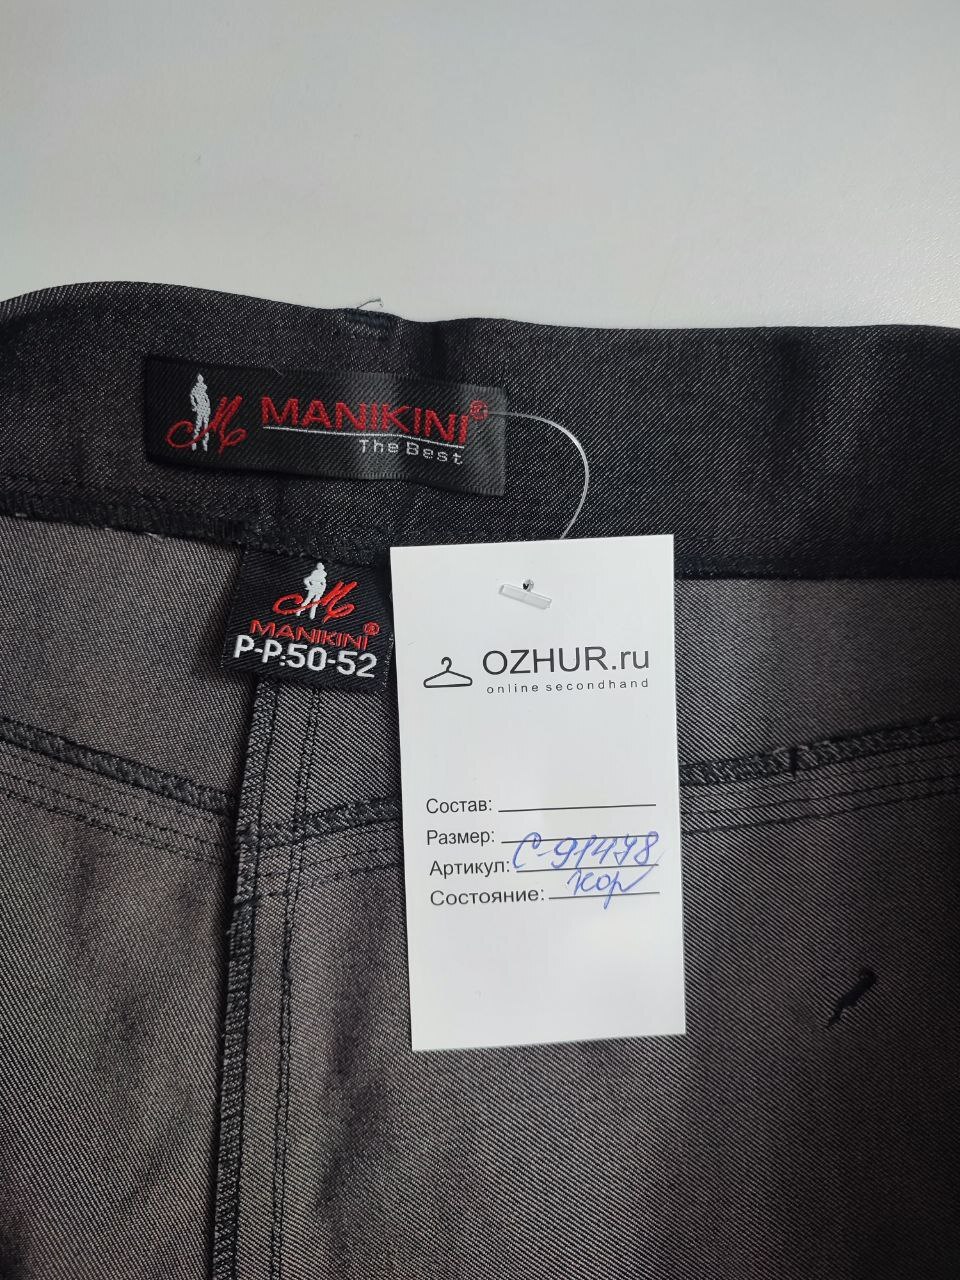 M MANIKINI®
The Best
M
MANIKINI®
P-P:50-52
OZHUR.ru
online secondhand
Состав:
Размер:
Артикул: С-91478
Состояние: хор